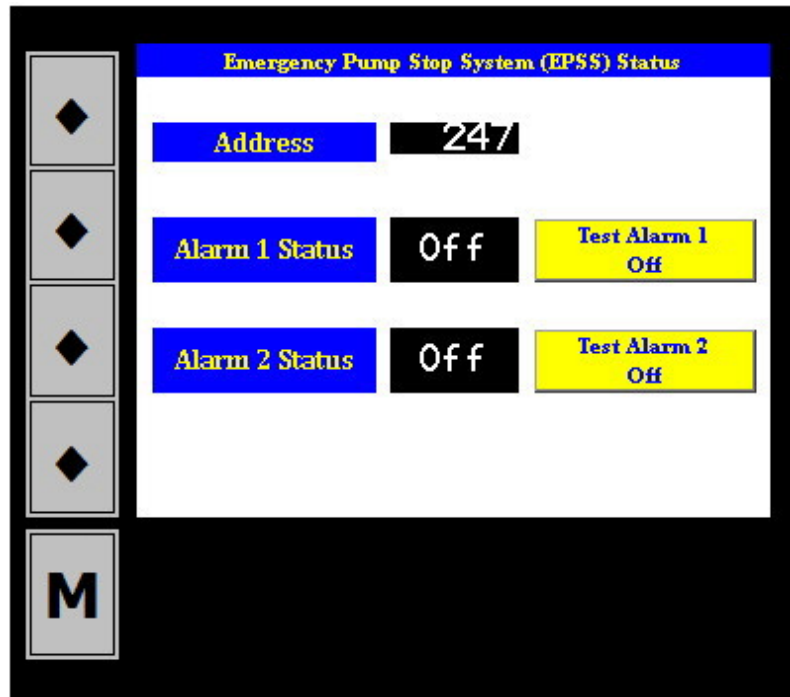 Emergency Pump Stop System (EPSS) Status
Address 247
Alarm 1 Status Off Test Alarm 1
Off
Alarm 2 Status Off Test Alarm 2
Off
M